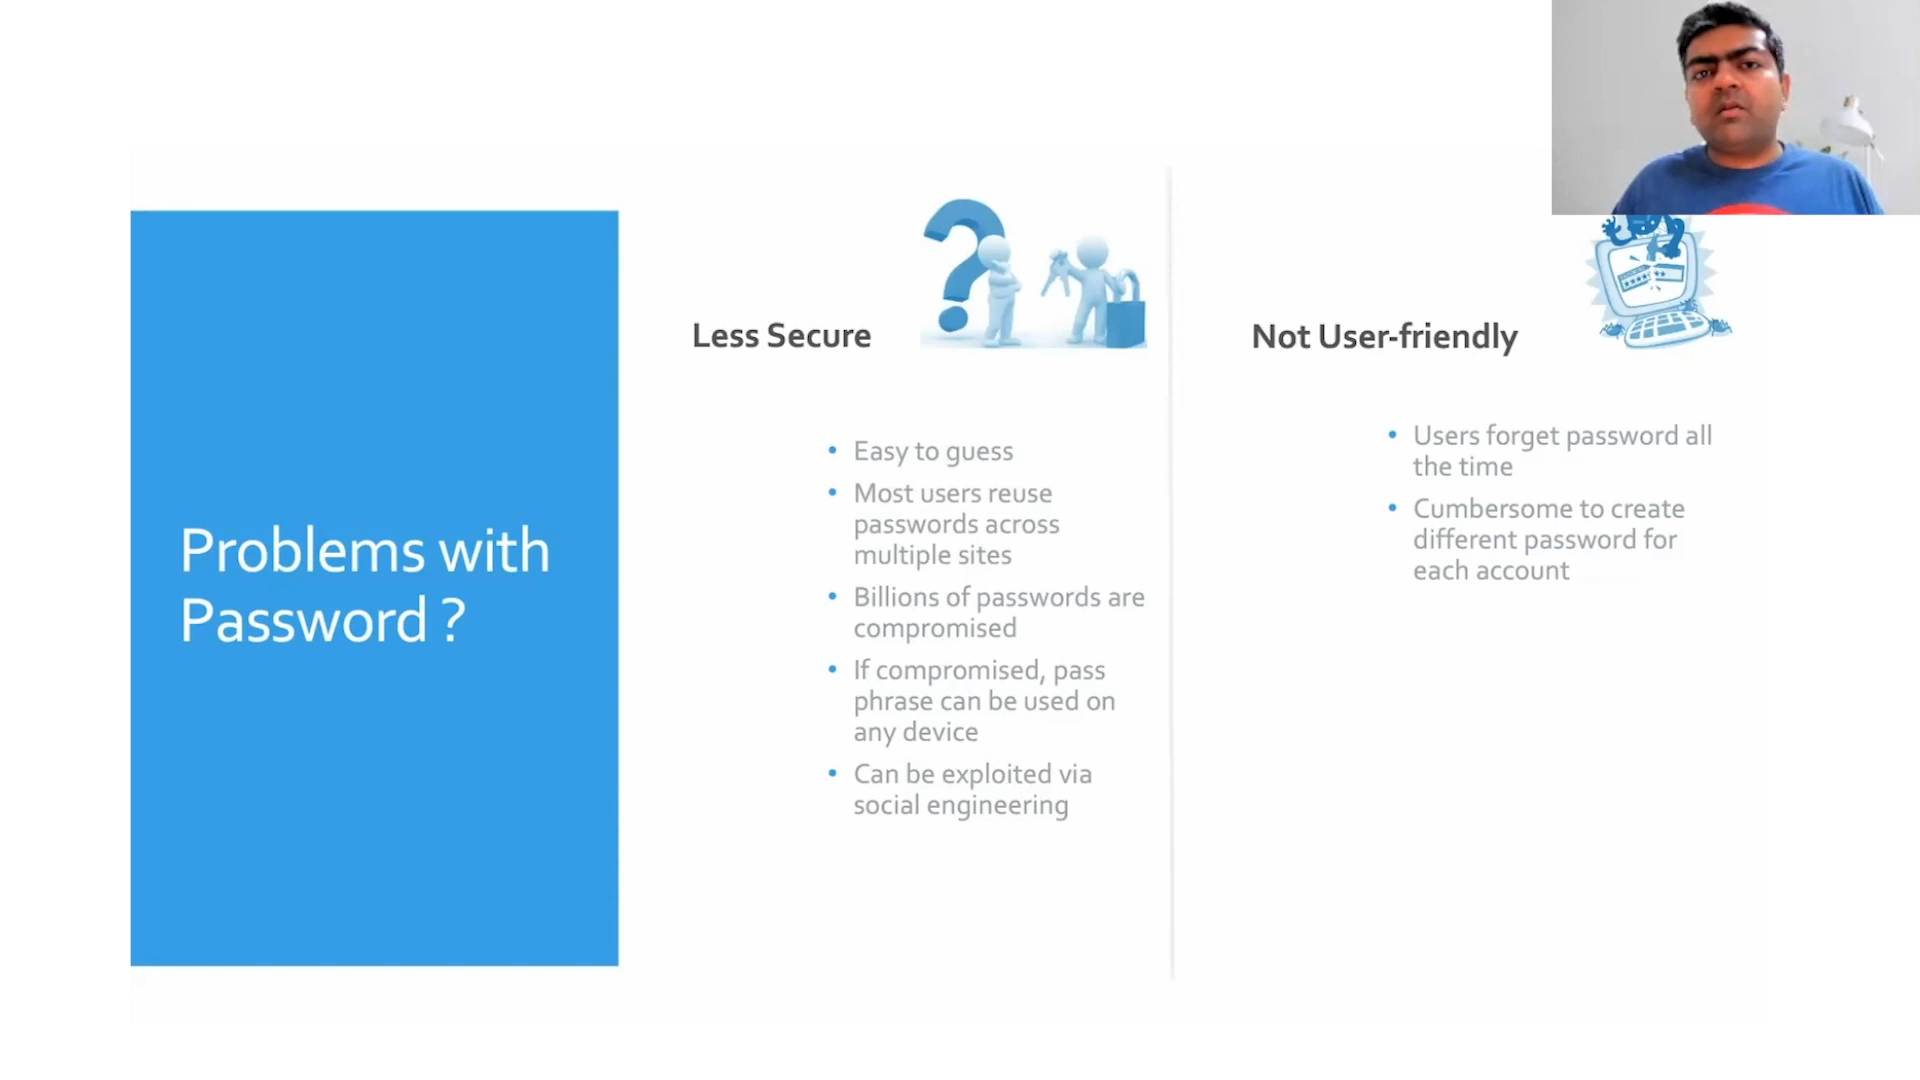 Problems with
Password ?
Less Secure
• Easy to guess
• Most users reuse
passwords across
multiple sites
• Billions of passwords are
compromised
• If compromised, pass
phrase can be used on
any device
• Can be exploited via
social engineering
Not User-friendly
• Users forget password all
the time
• Cumbersome to create
different password for
each account